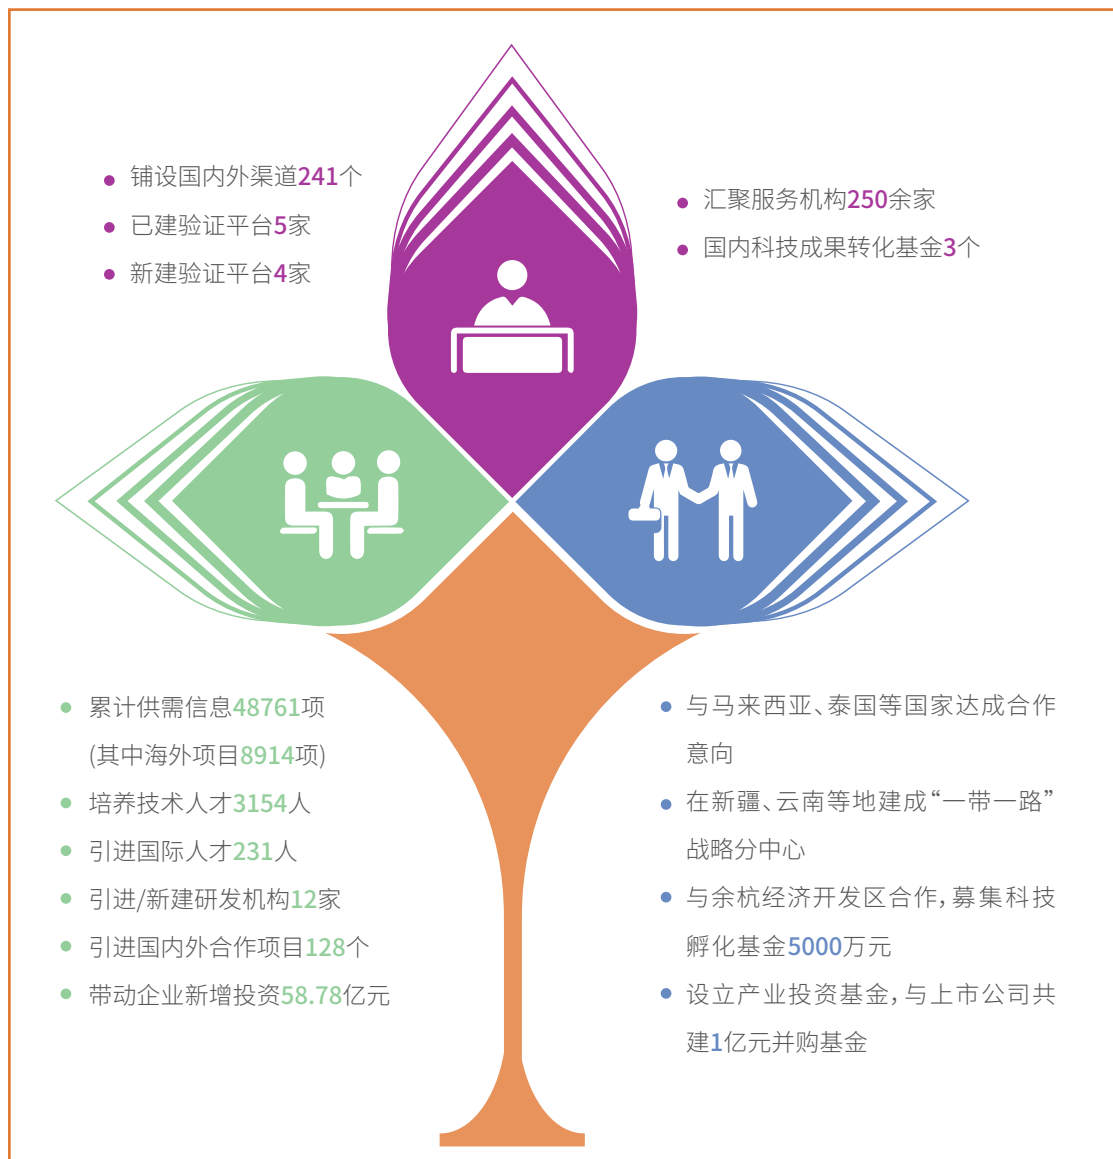 铺设国内外渠道241个
已建验证平台5家
新建验证平台4家
汇聚服务机构250余家
国内科技成果转化基金3个
累计供需信息48761项
(其中海外项目8914项)
培养技术人才3154人
引进国际人才231人
引进/新建研发机构12家
引进国内外合作项目128个
带动企业新增投资58.78亿元
与马来西亚、泰国等国家达成合作
意向
在新疆、云南等地建成“一带一路”
战略分中心
与余杭经济开发区合作，募集科技
孵化基金5000万元
设立产业投资基金，与上市公司共
建1亿元并购基金